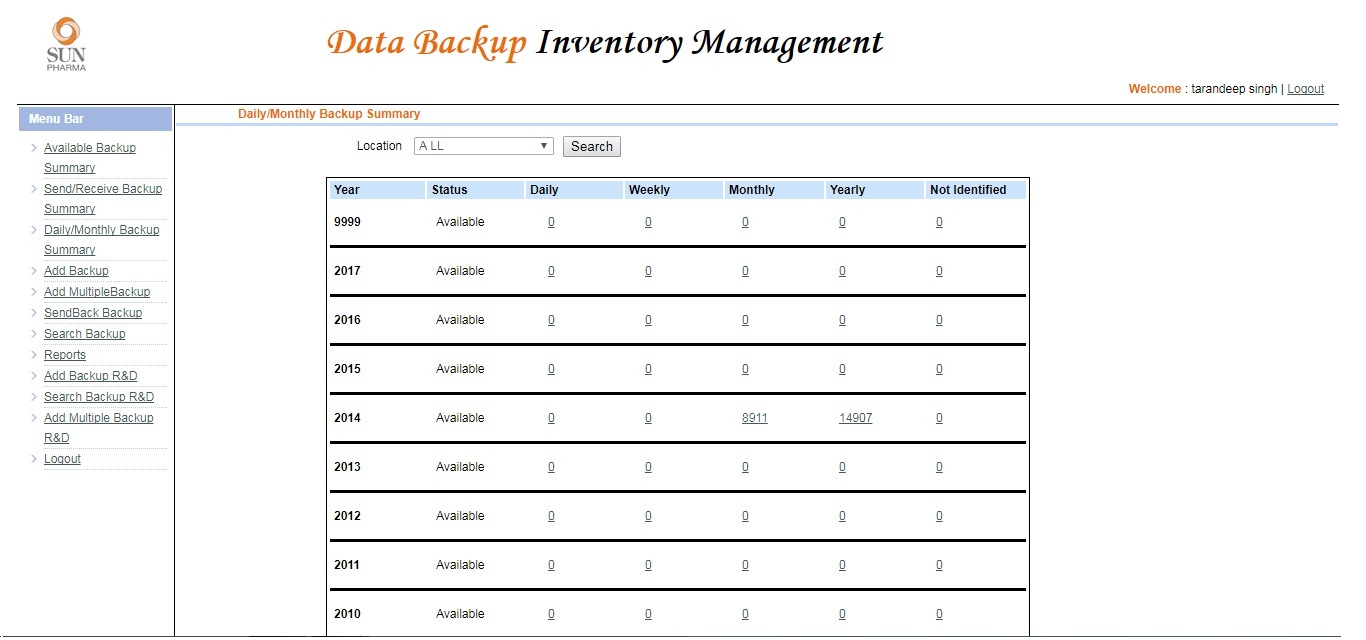 SUN
PHARMA
Data Backup Inventory Management
Welcome : tarandeep singh | Logout
Menu Bar
Daily/Monthly Backup Summary
Location A LL Search
Available Backup
Summary
Send/Receive Backup
Summary
Daily/Monthly Backup
Summary
Add Backup
Add MultipleBackup
SendBack Backup
Search Backup
Reports
Add Backup R&D
Search Backup R&D
Add Multiple Backup
R&D
Logout
Year Status Daily Weekly Monthly Yearly Not Identified
9999 Available 0 0 0 0 0
2017 Available 0 0 0 0 0
2016 Available 0 0 0 0 0
2015 Available 0 0 0 0 0
2014 Available 0 0 8911 14907 0
2013 Available 0 0 0 0 0
2012 Available 0 0 0 0 0
2011 Available 0 0 0 0 0
2010 Available 0 0 0 0 0